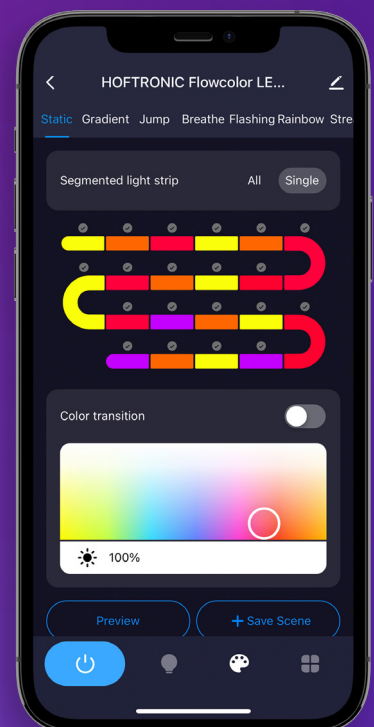 HOFTRONIC Flowcolor LE...
Static Gradient Jump Breathe Flashing Rainbow Stre
Segmented light strip All Single
Color transition
100%
Preview + Save Scene